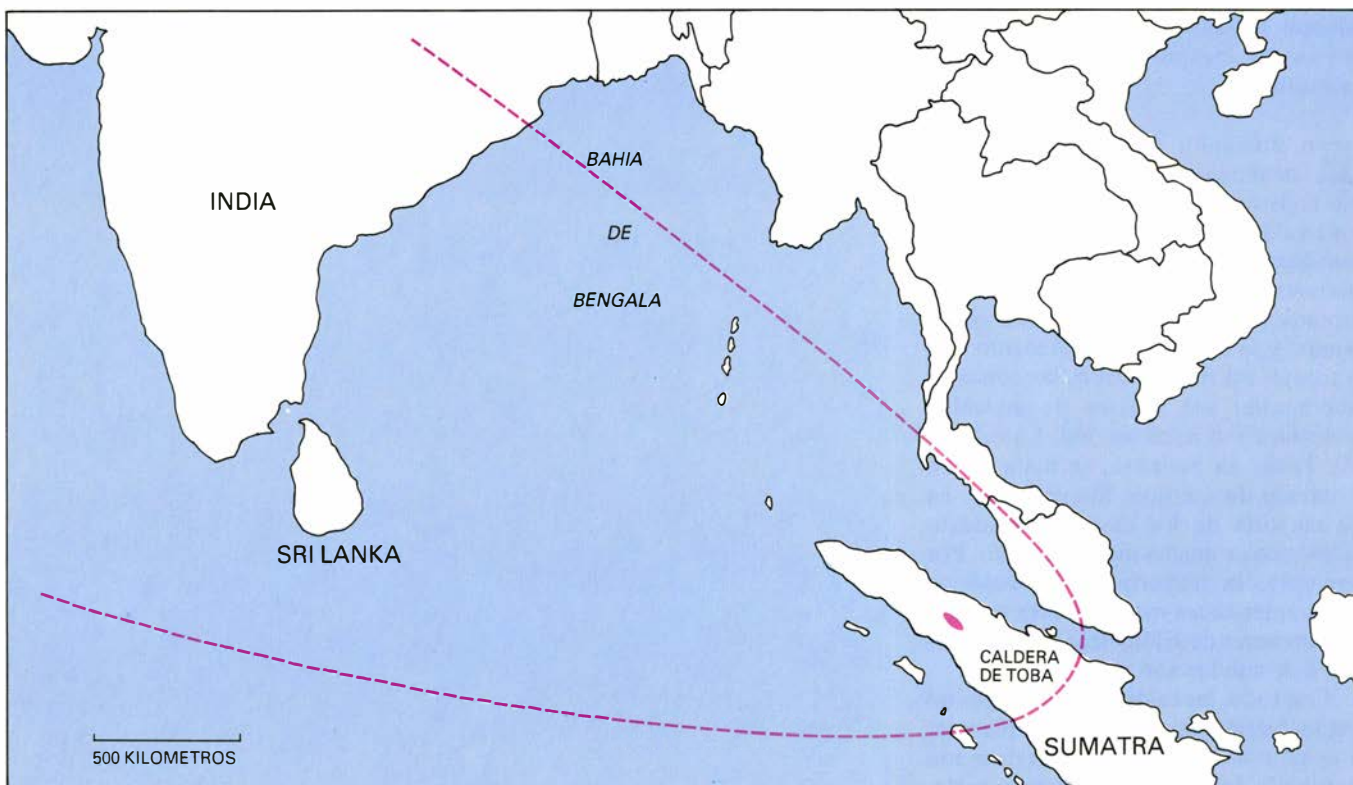 BAHIA
DE
BENGALA
INDIA
SRI LANKA
CALDERA
DE TOBA
SUMATRA
500 KILOMETROS